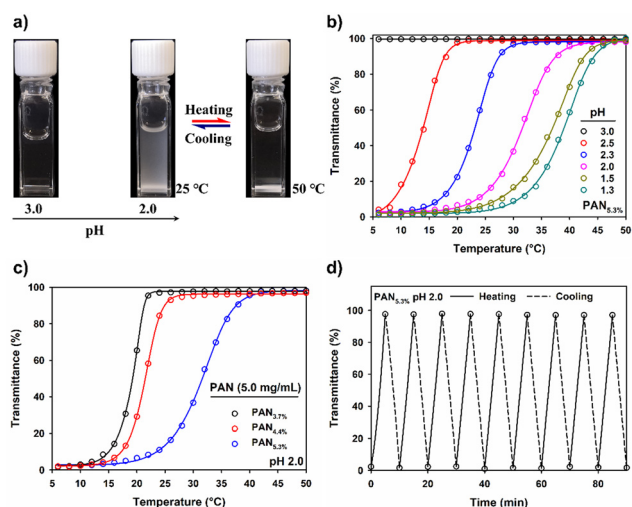 a)
Heating
Cooling
25 °C
50 °C
3.0
2.0
pH
b)
Transmittance (%)
100
80
60
40
20
0
pH
3.0
2.5
2.3
2.0
1.5
1.3
PAN5.3%
5 10 15 20 25 30 35 40 45 50
Temperature (°C)
c)
Transmittance (%)
100
80
60
40
20
0
PAN (5.0 mg/mL)
PAN3.7%
PAN4.4%
PAN5.3%
pH 2.0
5 10 15 20 25 30 35 40 45 50
Temperature (°C)
d)
Transmittance (%)
120
100
80
60
40
20
0
PAN5.3% pH 2.0 Heating Cooling
0 20 40 60 80
Time (min)